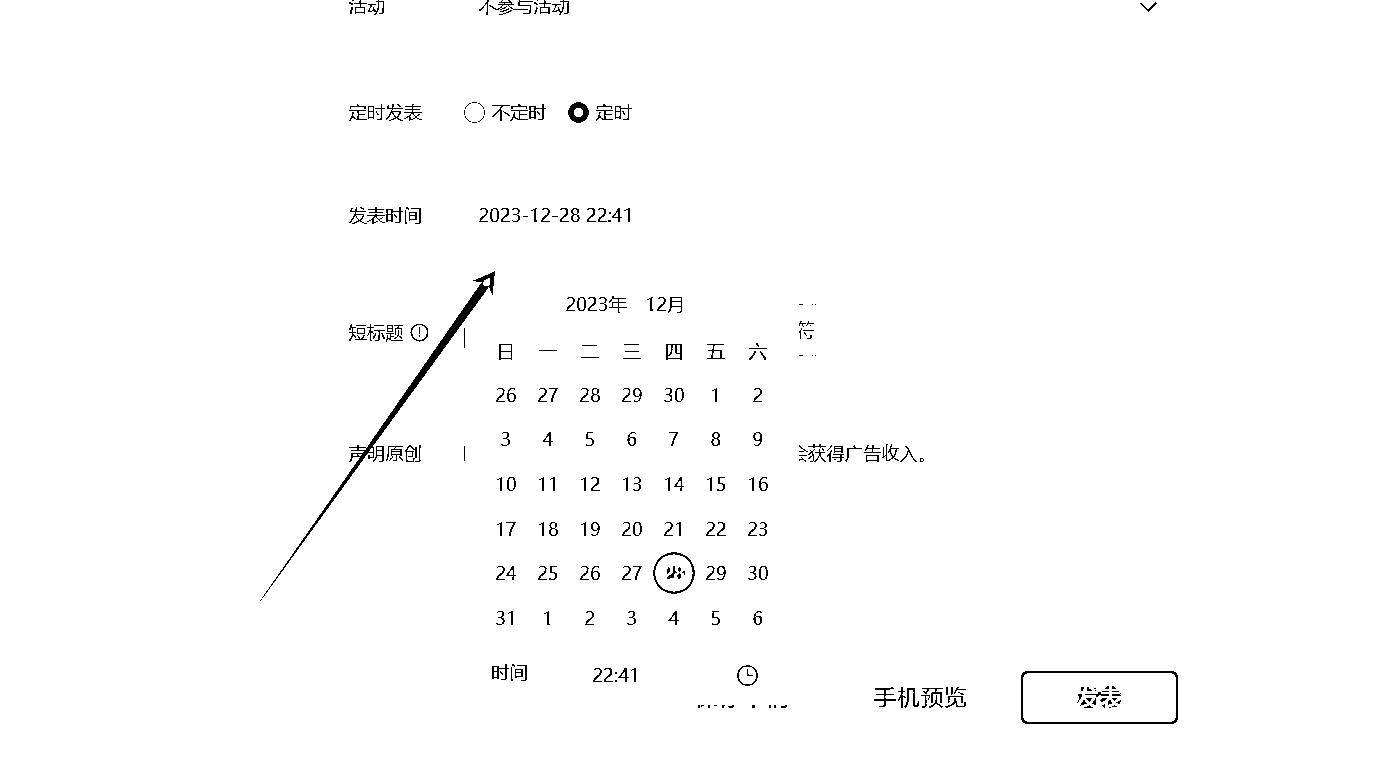 活动 不参与活动
定时发表 不定时 定时
发表时间 2023-12-28 22:41
2023年 12月
短标题 符
日 一 二 三 四 五 六
26 27 28 29 30 1 2
3 4 5 6 7 8 9
声明原创 获得广告收入。
10 11 12 13 14 15 16
17 18 19 20 21 22 23
24 25 26 27 29 30
31 1 2 3 4 5 6
时间 22:41
手机预览 发表